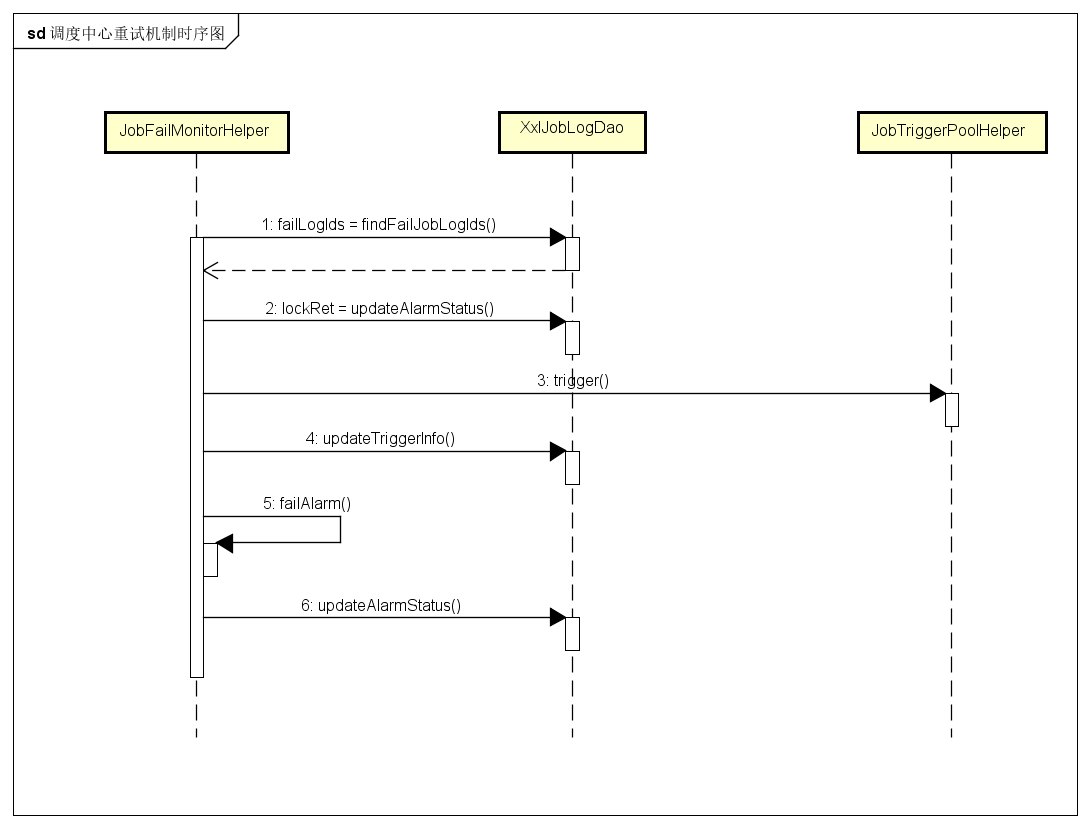 sd 调度中心重试机制时序图
JobFailMonitorHelper
XxlJobLogDao
JobTriggerPoolHelper
1: failLogIds = findFailJobLogIds()
2: lockRet = updateAlarmStatus()
3: trigger()
4: updateTriggerInfo()
5: failAlarm()
6: updateAlarmStatus()